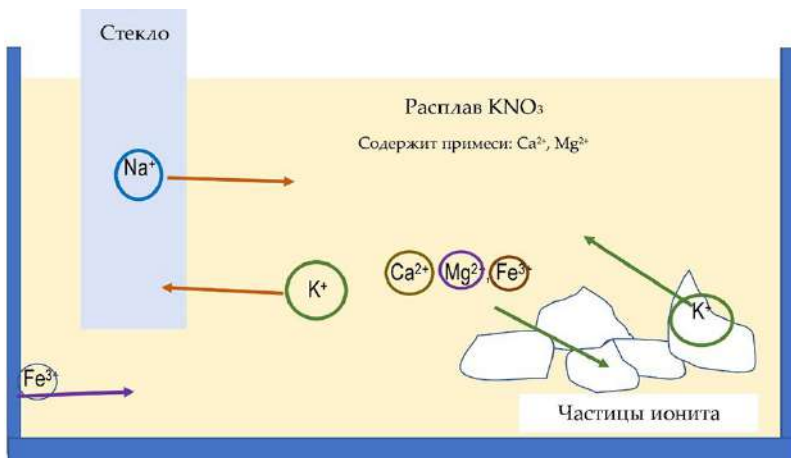 Стекло
Расплав KNO₃
Содержит примеси: Ca²⁺, Mg²⁺
Na⁺
K⁺
Ca²⁺ Mg²⁺, Fe³⁺
K⁺
Fe³⁺
Частицы ионита